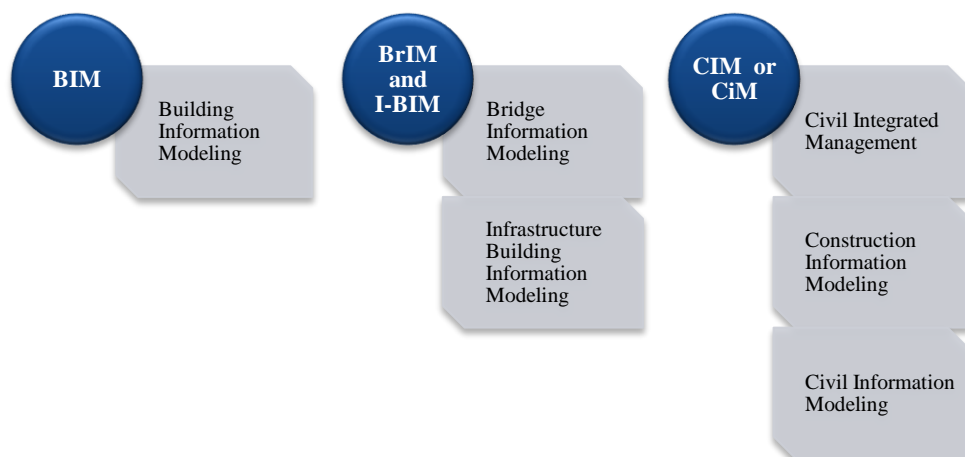 BIM
Building
Information
Modeling
BrIM
and
I-BIM
Bridge
Information
Modeling
Infrastructure
Building
Information
Modeling
CIM or
CiM
Civil Integrated
Management
Construction
Information
Modeling
Civil Information
Modeling